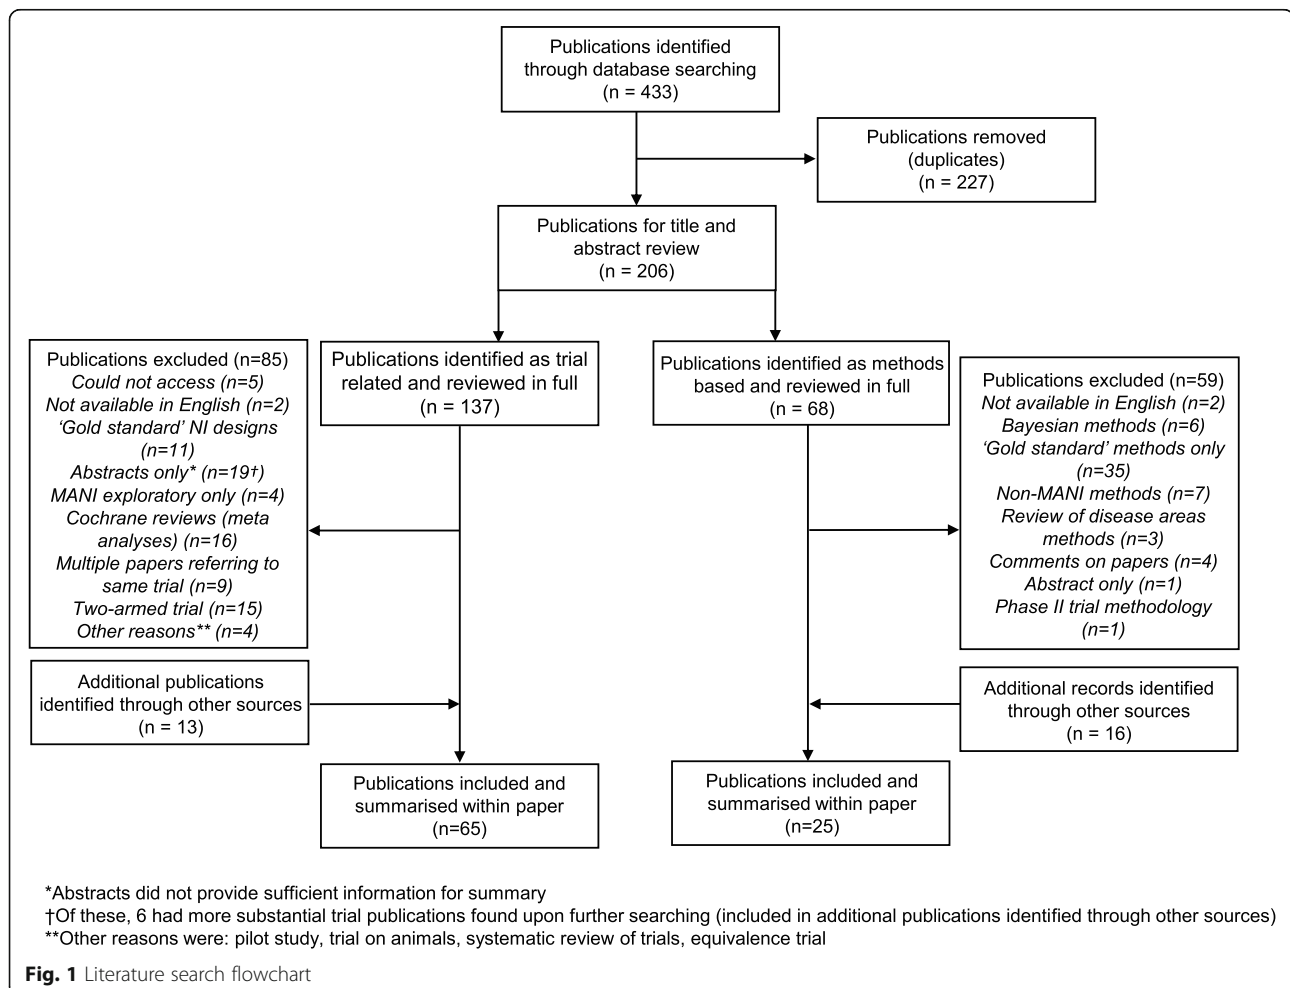 Publications identified
through database searching
(n = 433)
Publications removed
(duplicates)
(n = 227)
Publications for title and
abstract review
(n = 206)
Publications excluded (n=85)
Could not access (n=5)
Not available in English (n=2)
‘Gold standard’ NI designs
(n=11)
Abstracts only* (n=19†)
MANI exploratory only (n=4)
Cochrane reviews (meta
analyses) (n=16)
Multiple papers referring to
same trial (n=9)
Two-armed trial (n=15)
Other reasons** (n=4)
Publications identified as trial
related and reviewed in full
(n = 137)
Publications identified as methods
based and reviewed in full
(n = 68)
Publications excluded (n=59)
Not available in English (n=2)
Bayesian methods (n=6)
‘Gold standard’ methods only
(n=35)
Non-MANI methods (n=7)
Review of disease areas
methods (n=3)
Comments on papers (n=4)
Abstract only (n=1)
Phase II trial methodology
(n=1)
Additional publications
identified through other sources
(n = 13)
Additional records identified
through other sources
(n = 16)
Publications included and
summarised within paper
(n=65)
Publications included and
summarised within paper
(n=25)
*Abstracts did not provide sufficient information for summary
†Of these, 6 had more substantial trial publications found upon further searching (included in additional publications identified through other sources)
**Other reasons were: pilot study, trial on animals, systematic review of trials, equivalence trial
Fig. 1 Literature search flowchart